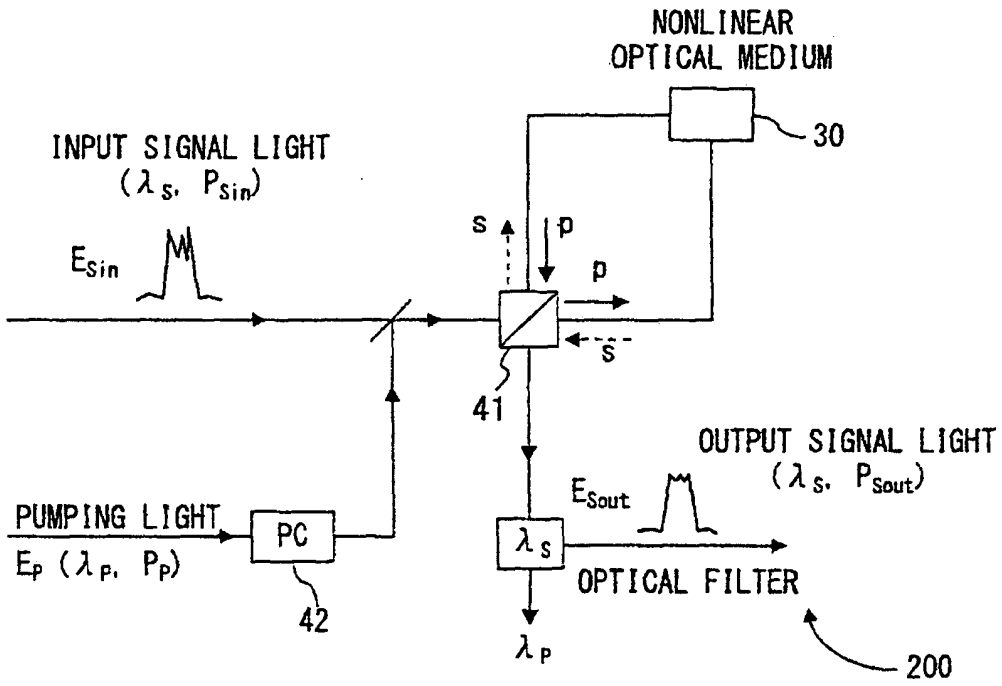 NONLINEAR
OPTICAL MEDIUM
30
INPUT SIGNAL LIGHT
(λS, PSin)
ESin
s
p
p
s
41
OUTPUT SIGNAL LIGHT
(λS, PSout)
ESout
PUMPING LIGHT
PC
EP (λP, PP)
42
λS
OPTICAL FILTER
λP
200